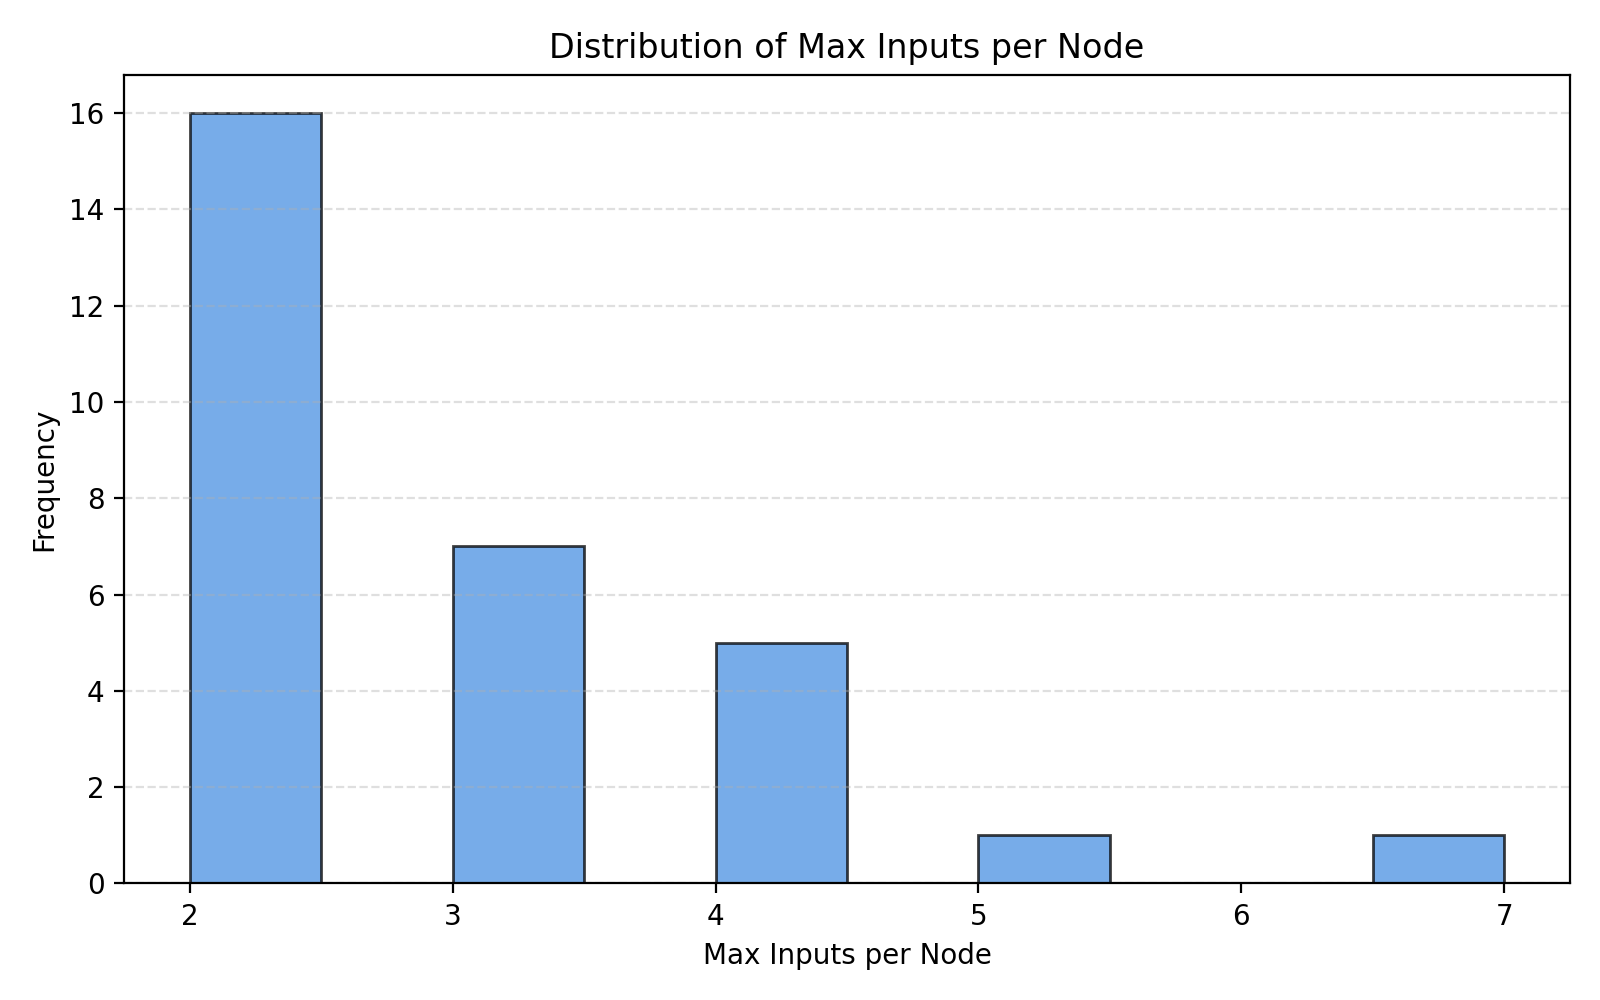 Distribution of Max Inputs per Node
16
14
12
10
8
6
4
2
0
Frequency
2 3 4 5 6 7
Max Inputs per Node